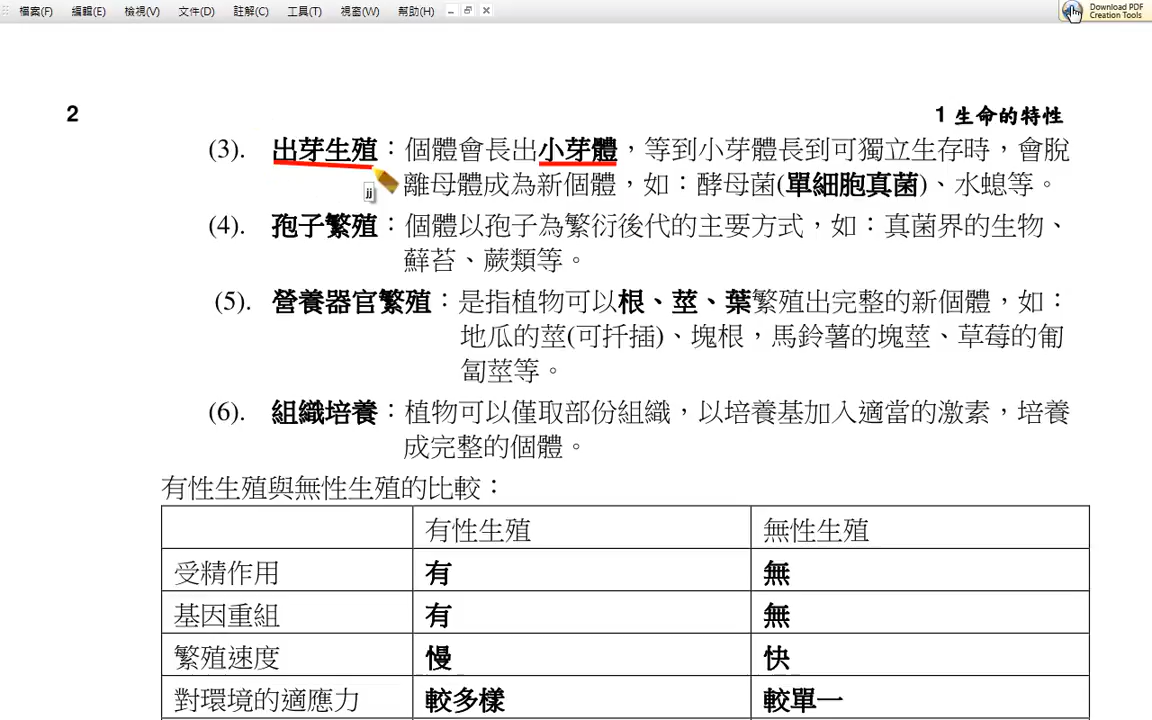 檔案(F) 編輯(E) 檢視(V) 文件(D) 註解(C) 工具(T) 視窗(W) 幫助(H)
Download PDF
Creation Tools
2
1 生命的特性
(3). 出芽生殖：個體會長出小芽體，等到小芽體長到可獨立生存時，會脫
離母體成為新個體，如：酵母菌(單細胞真菌)、水螅等。
jj
(4). 孢子繁殖：個體以孢子為繁衍後代的主要方式，如：真菌界的生物、
蘚苔、蕨類等。
(5). 營養器官繁殖：是指植物可以根、莖、葉繁殖出完整的新個體，如：
地瓜的莖(可扦插)、塊根，馬鈴薯的塊莖、草莓的匍
匐莖等。
(6). 組織培養：植物可以僅取部份組織，以培養基加入適當的激素，培養
成完整的個體。
有性生殖與無性生殖的比較：
有性生殖 無性生殖
受精作用 有 無
基因重組 有 無
繁殖速度 慢 快
對環境的適應力 較多樣 較單一